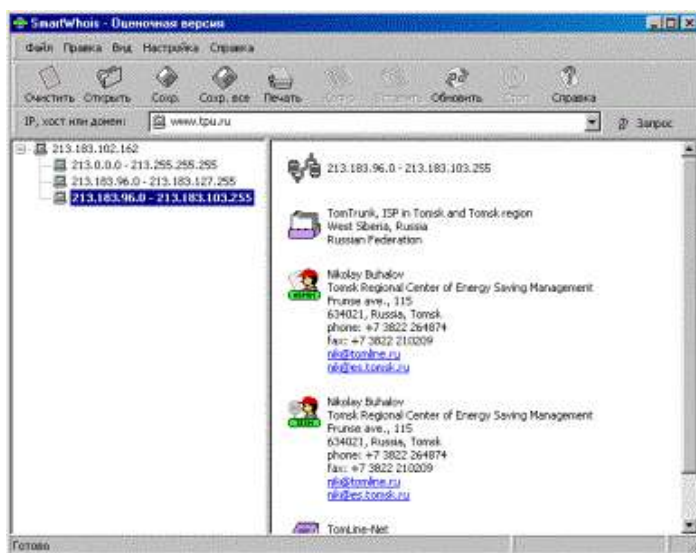 SmartWhois - Оценочная версия
Файл Правка Вид Настройка Справка
Очистить Открыть Сохр. Сохр. все Печать Обновить Стоп Справка
IP, хост или домен: www.tpu.ru Запрос
213.183.102.162
213.0.0.0 - 213.255.255.255
213.183.96.0 - 213.183.127.255
213.183.96.0 - 213.183.103.255
213.183.96.0 - 213.183.103.255
TomTrunk, ISP in Tomsk and Tomsk region
West Siberia, Russia
Russian Federation
Nikolay Buhalov
Tomsk Regional Center of Energy Saving Management
Frunse ave., 115
634021, Russia, Tomsk
phone: +7 3822 264874
fax: +7 3822 210209
nik@tomline.ru
nik@es.tomsk.ru
Nikolay Buhalov
Tomsk Regional Center of Energy Saving Management
Frunse ave., 115
634021, Russia, Tomsk
phone: +7 3822 264874
fax: +7 3822 210209
nik@tomline.ru
nik@es.tomsk.ru
TomLine-Net
Готово